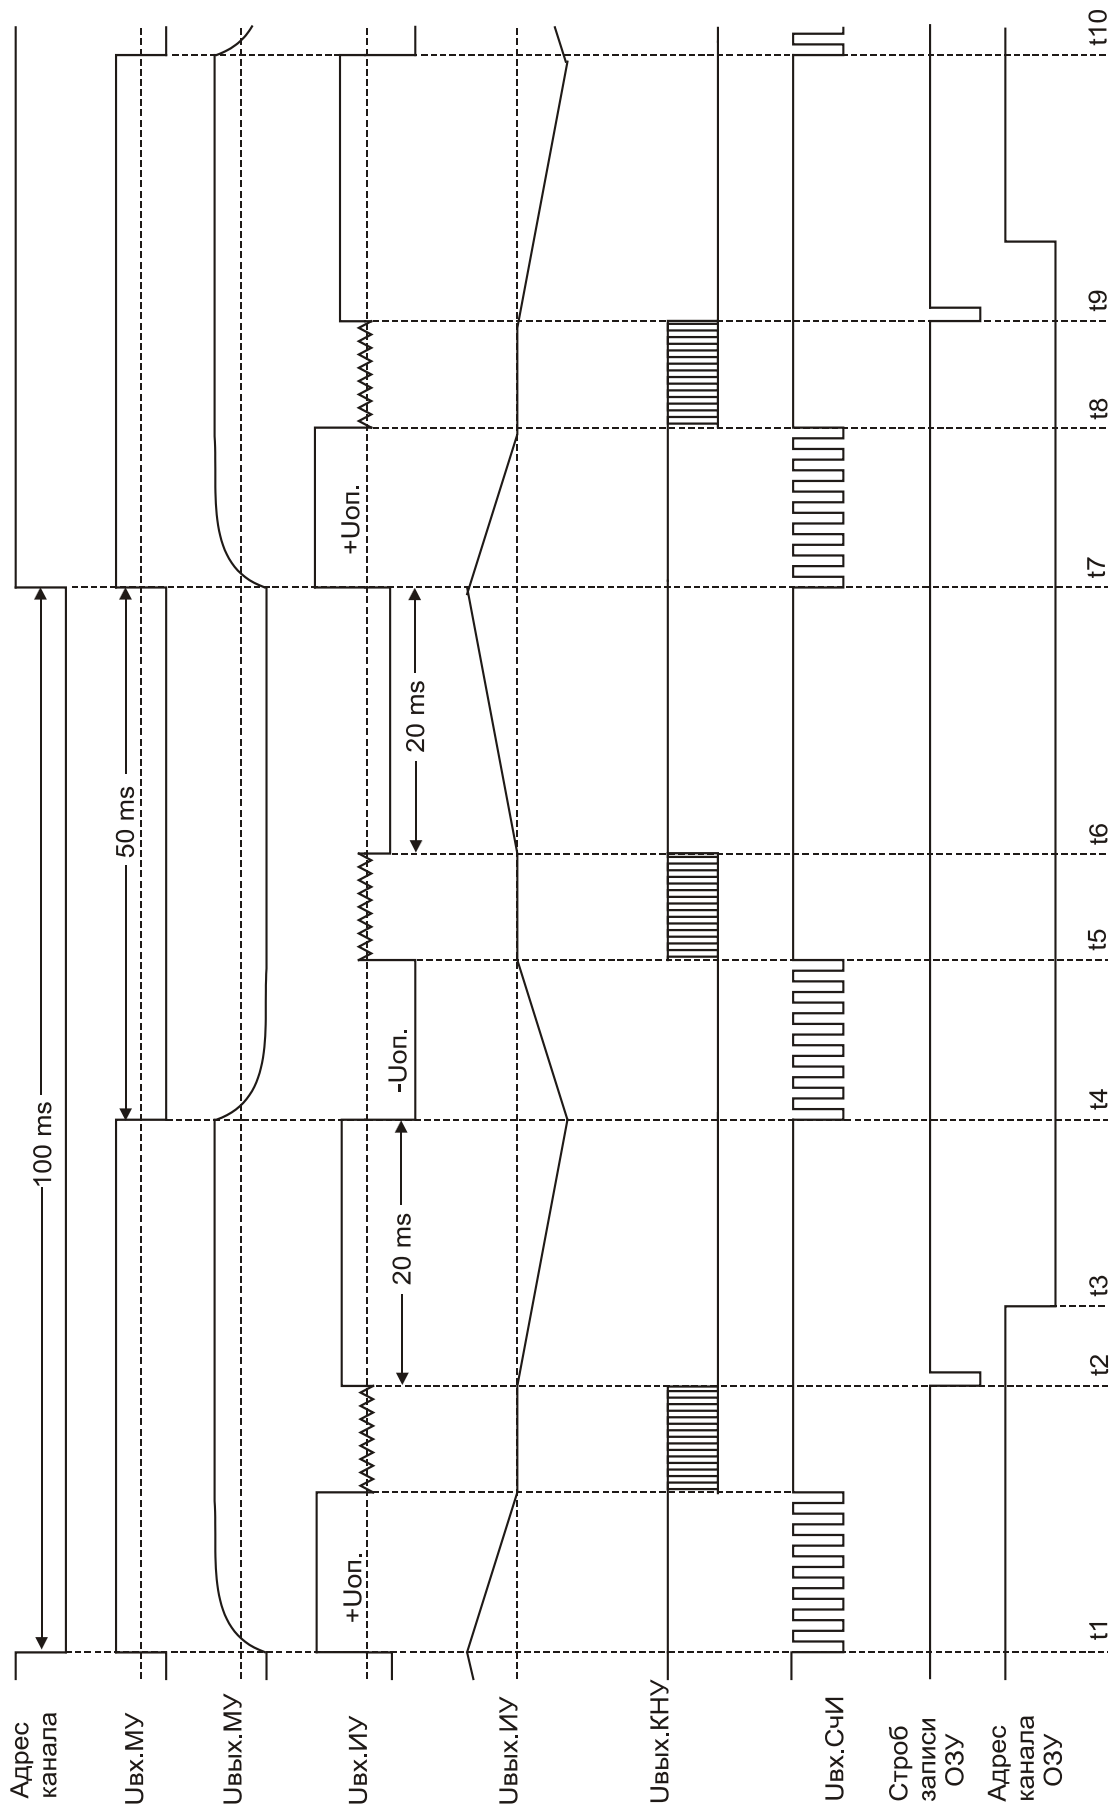 Адрес
канала
100 ms
Uвх.МУ
50 ms
Uвых.МУ
Uвх.ИУ
+Uоп.
20 ms
-Uоп.
20 ms
+Uоп.
Uвых.ИУ
Uвых.КНУ
Uвх.СчИ
Строб
записи
ОЗУ
Адрес
канала
ОЗУ
t1
t2
t3
t4
t5
t6
t7
t8
t9
t10